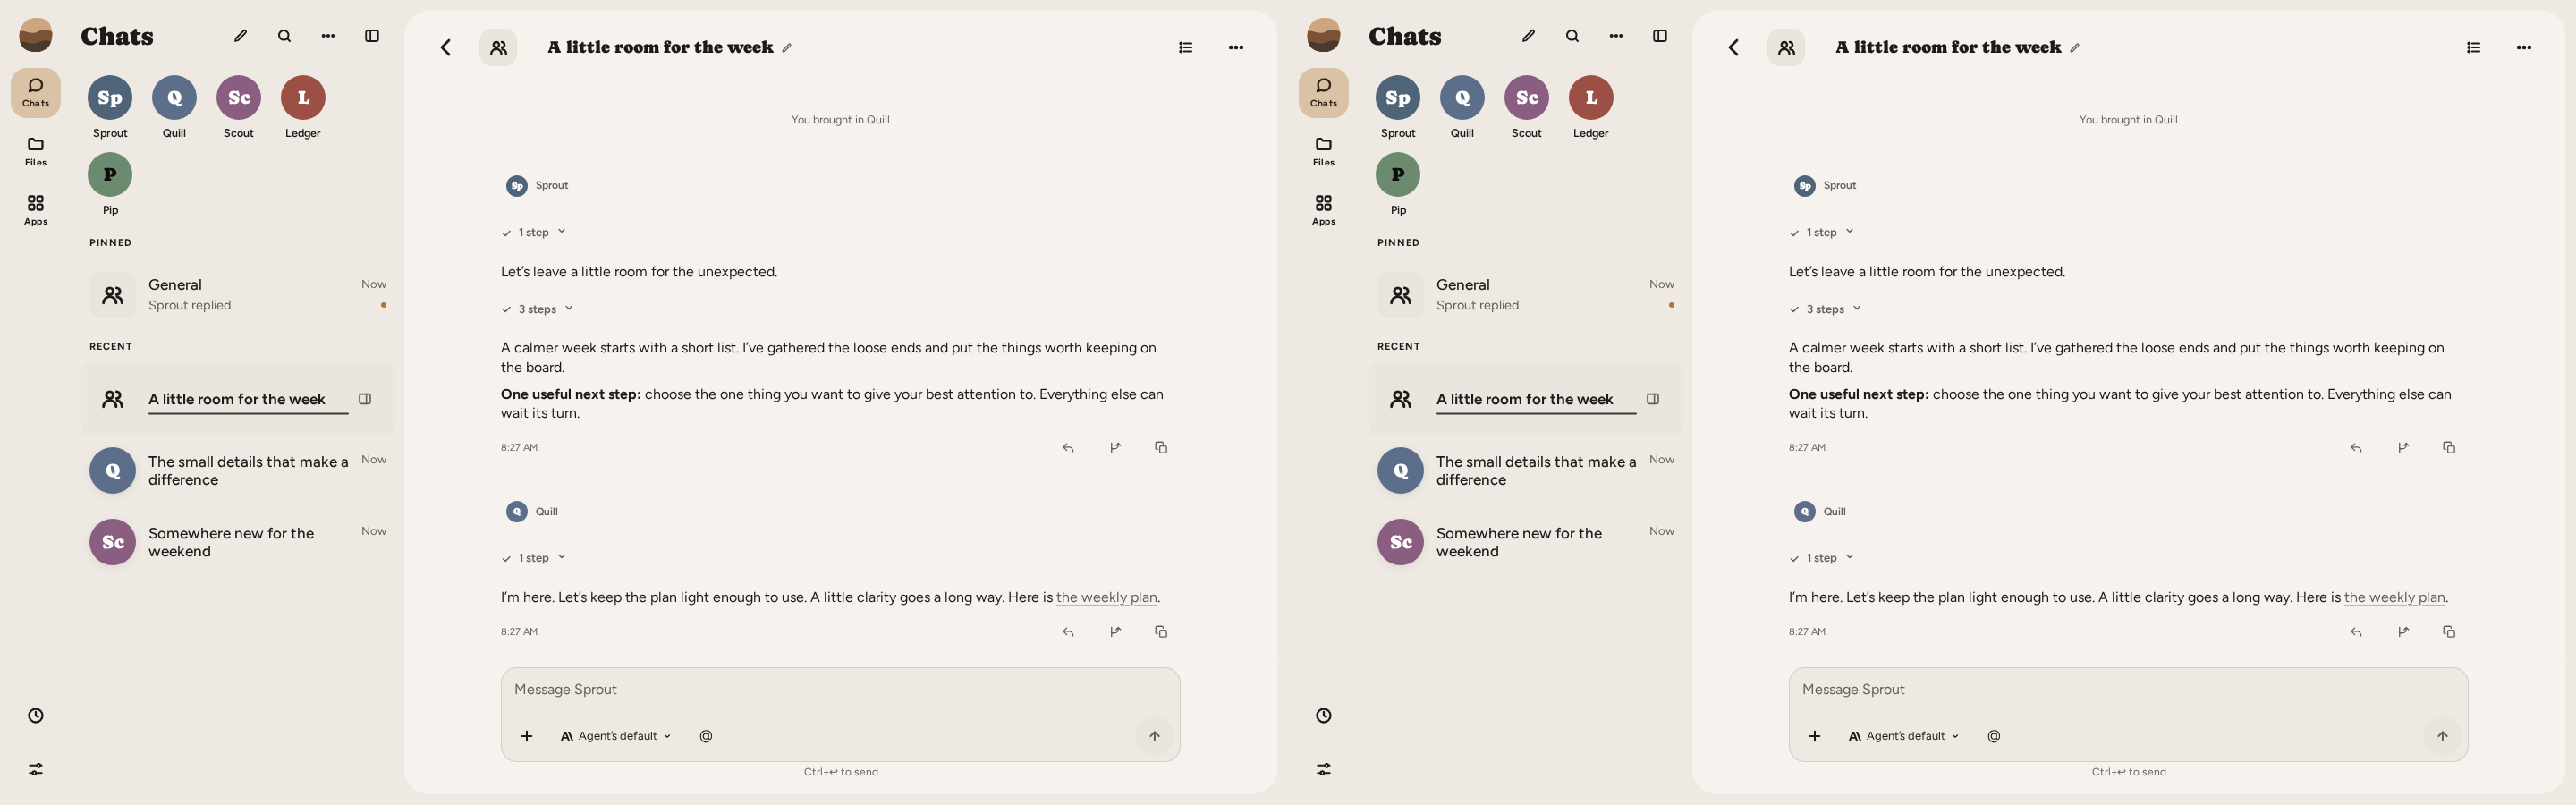 Chats
Chats
Files
Apps
Sp
Q
Sc
L
Sprout
Quill
Scout
Ledger
P
Pip
PINNED
General
Now
Sprout replied
RECENT
A little room for the week
Q
The small details that make a
difference
Now
Sc
Somewhere new for the
weekend
Now
A little room for the week
You brought in Quill
Sp
Sprout
1 step
Let's leave a little room for the unexpected.
3 steps
A calmer week starts with a short list. I've gathered the loose ends and put the things worth keeping on
the board.
One useful next step: choose the one thing you want to give your best attention to. Everything else can
wait its turn.
8:27 AM
Q
Quill
1 step
I'm here. Let's keep the plan light enough to use. A little clarity goes a long way. Here is the weekly plan.
8:27 AM
Message Sprout
Agent's default
@
Ctrl+↩ to send
Chats
Chats
Files
Apps
Sp
Q
Sc
L
Sprout
Quill
Scout
Ledger
P
Pip
PINNED
General
Now
Sprout replied
RECENT
A little room for the week
Q
The small details that make a
difference
Now
Sc
Somewhere new for the
weekend
Now
A little room for the week
You brought in Quill
Sp
Sprout
1 step
Let's leave a little room for the unexpected.
3 steps
A calmer week starts with a short list. I've gathered the loose ends and put the things worth keeping on
the board.
One useful next step: choose the one thing you want to give your best attention to. Everything else can
wait its turn.
8:27 AM
Q
Quill
1 step
I'm here. Let's keep the plan light enough to use. A little clarity goes a long way. Here is the weekly plan.
8:27 AM
Message Sprout
Agent's default
@
Ctrl+↩ to send